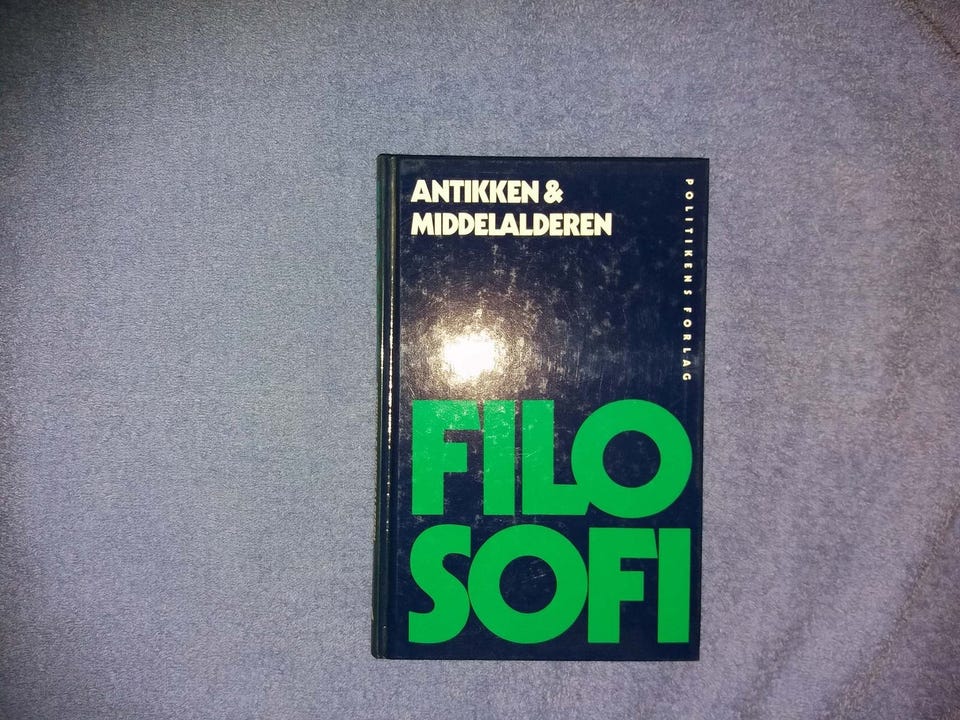 ANTIKKEN &
MIDDELALDEREN
POLITIKENS FORLAG
FILO
SOFI